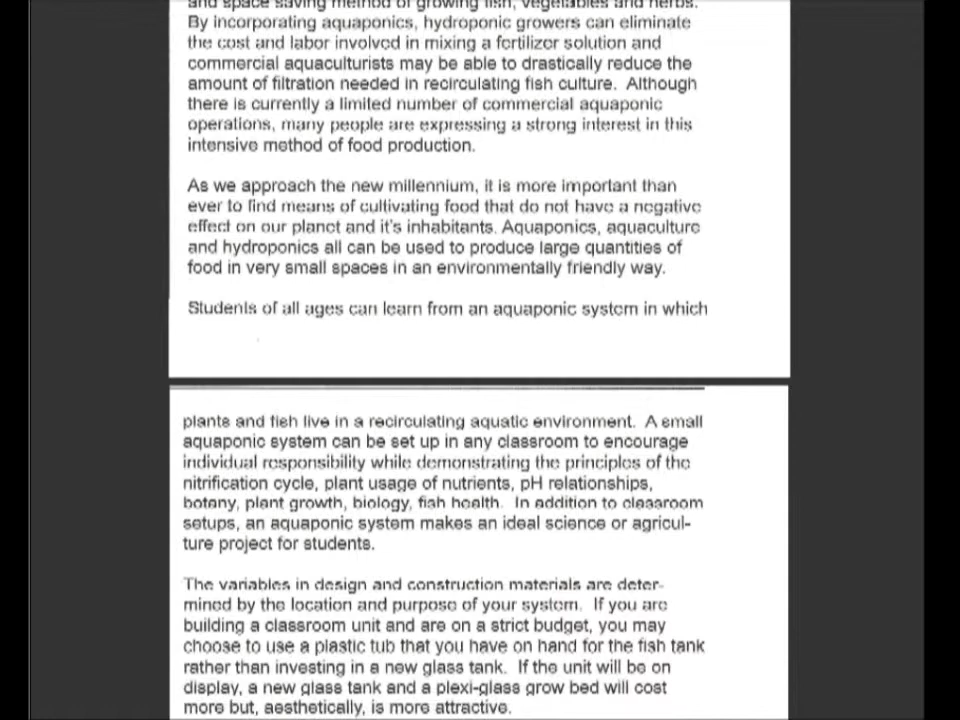 and space saving method of growing fish, vegetables and herbs.
By incorporating aquaponics, hydroponic growers can eliminate
the cost and labor involved in mixing a fertilizer solution and
commercial aquaculturists may be able to drastically reduce the
amount of filtration needed in recirculating fish culture. Although
there is currently a limited number of commercial aquaponic
operations, many people are expressing a strong interest in this
intensive method of food production.
As we approach the new millennium, it is more important than
ever to find means of cultivating food that do not have a negative
effect on our planet and it's inhabitants. Aquaponics, aquaculture
and hydroponics all can be used to produce large quantities of
food in very small spaces in an environmentally friendly way.
Students of all ages can learn from an aquaponic system in which
plants and fish live in a recirculating aquatic environment. A small
aquaponic system can be set up in any classroom to encourage
individual responsibility while demonstrating the principles of the
nitrification cycle, plant usage of nutrients, pH relationships,
botany, plant growth, biology, fish health. In addition to classroom
setups, an aquaponic system makes an ideal science or agricul-
ture project for students.
The variables in design and construction materials are deter-
mined by the location and purpose of your system. If you are
building a classroom unit and are on a strict budget, you may
choose to use a plastic tub that you have on hand for the fish tank
rather than investing in a new glass tank. If the unit will be on
display, a new glass tank and a plexi-glass grow bed will cost
more but, aesthetically, is more attractive.